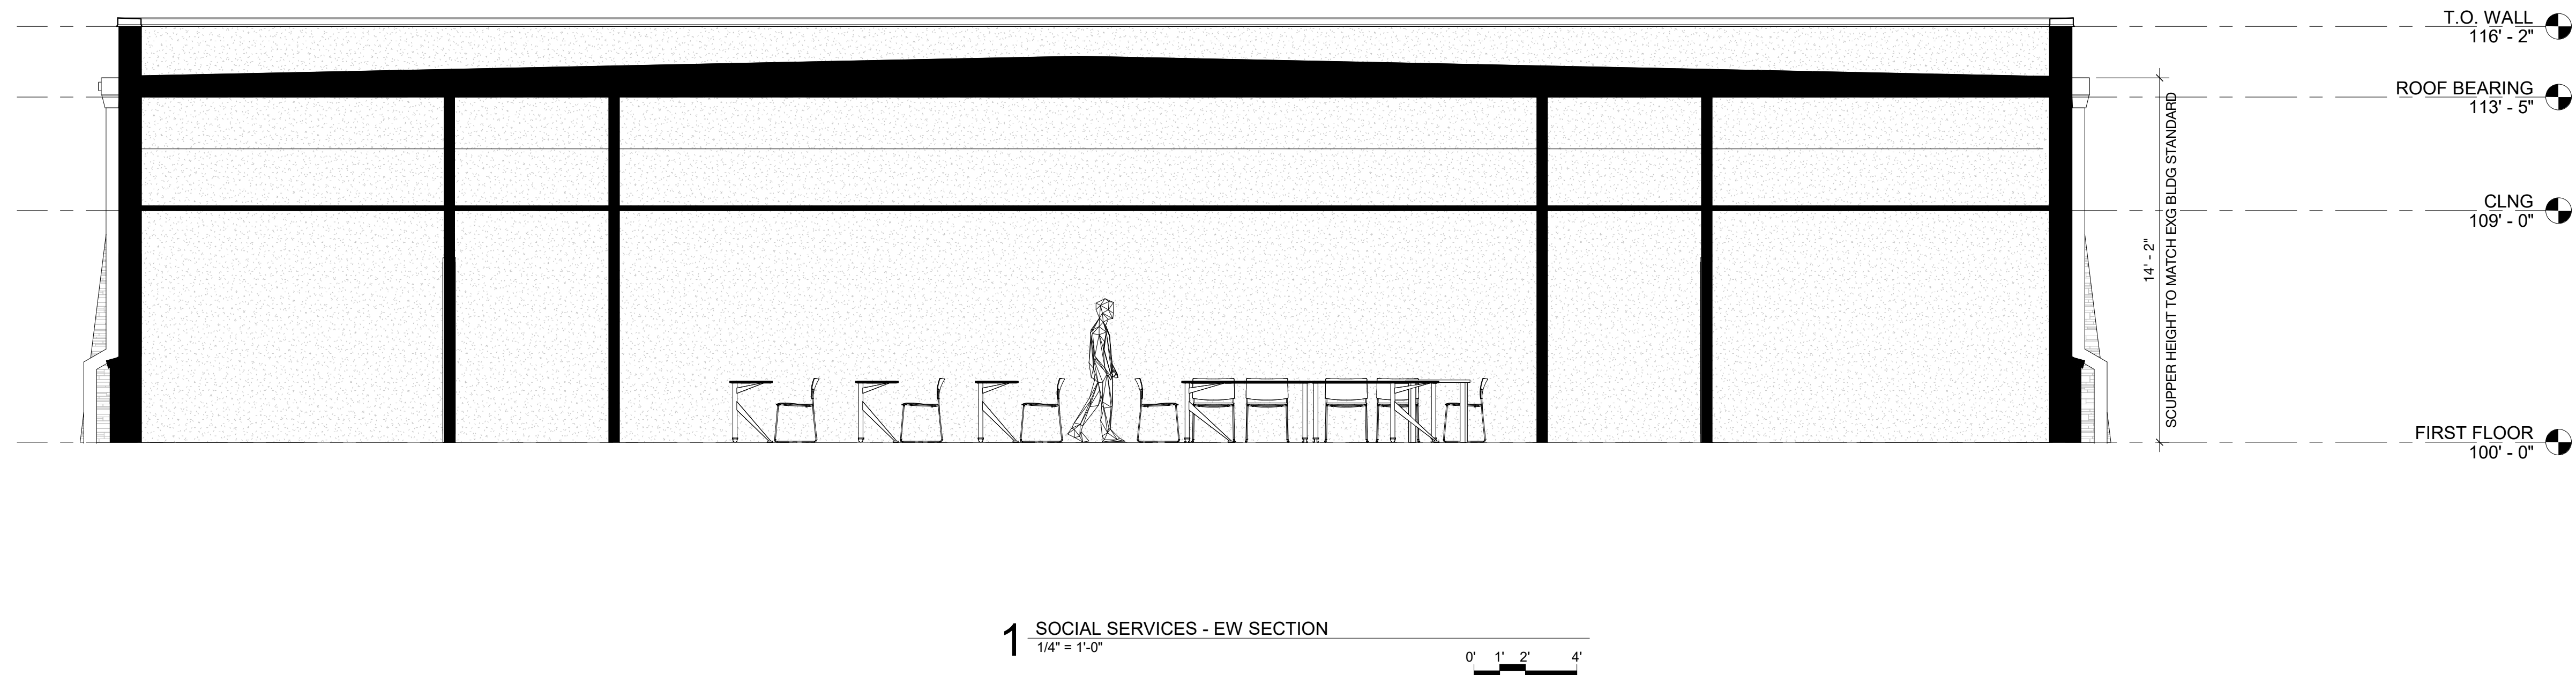 T.O. WALL
116' - 2"
ROOF BEARING
113' - 5"
CLNG
109' - 0"
14' - 2"
SCUPPER HEIGHT TO MATCH EXG BLDG STANDARD
FIRST FLOOR
100' - 0"
1 SOCIAL SERVICES - EW SECTION
1/4" = 1'-0"
0' 1' 2' 4'